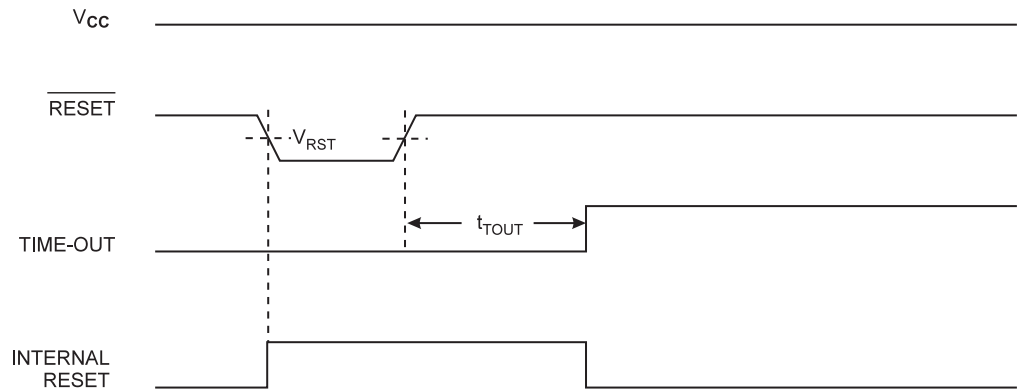 VCC
RESET
VRST
tTOUT
TIME-OUT
INTERNAL
RESET